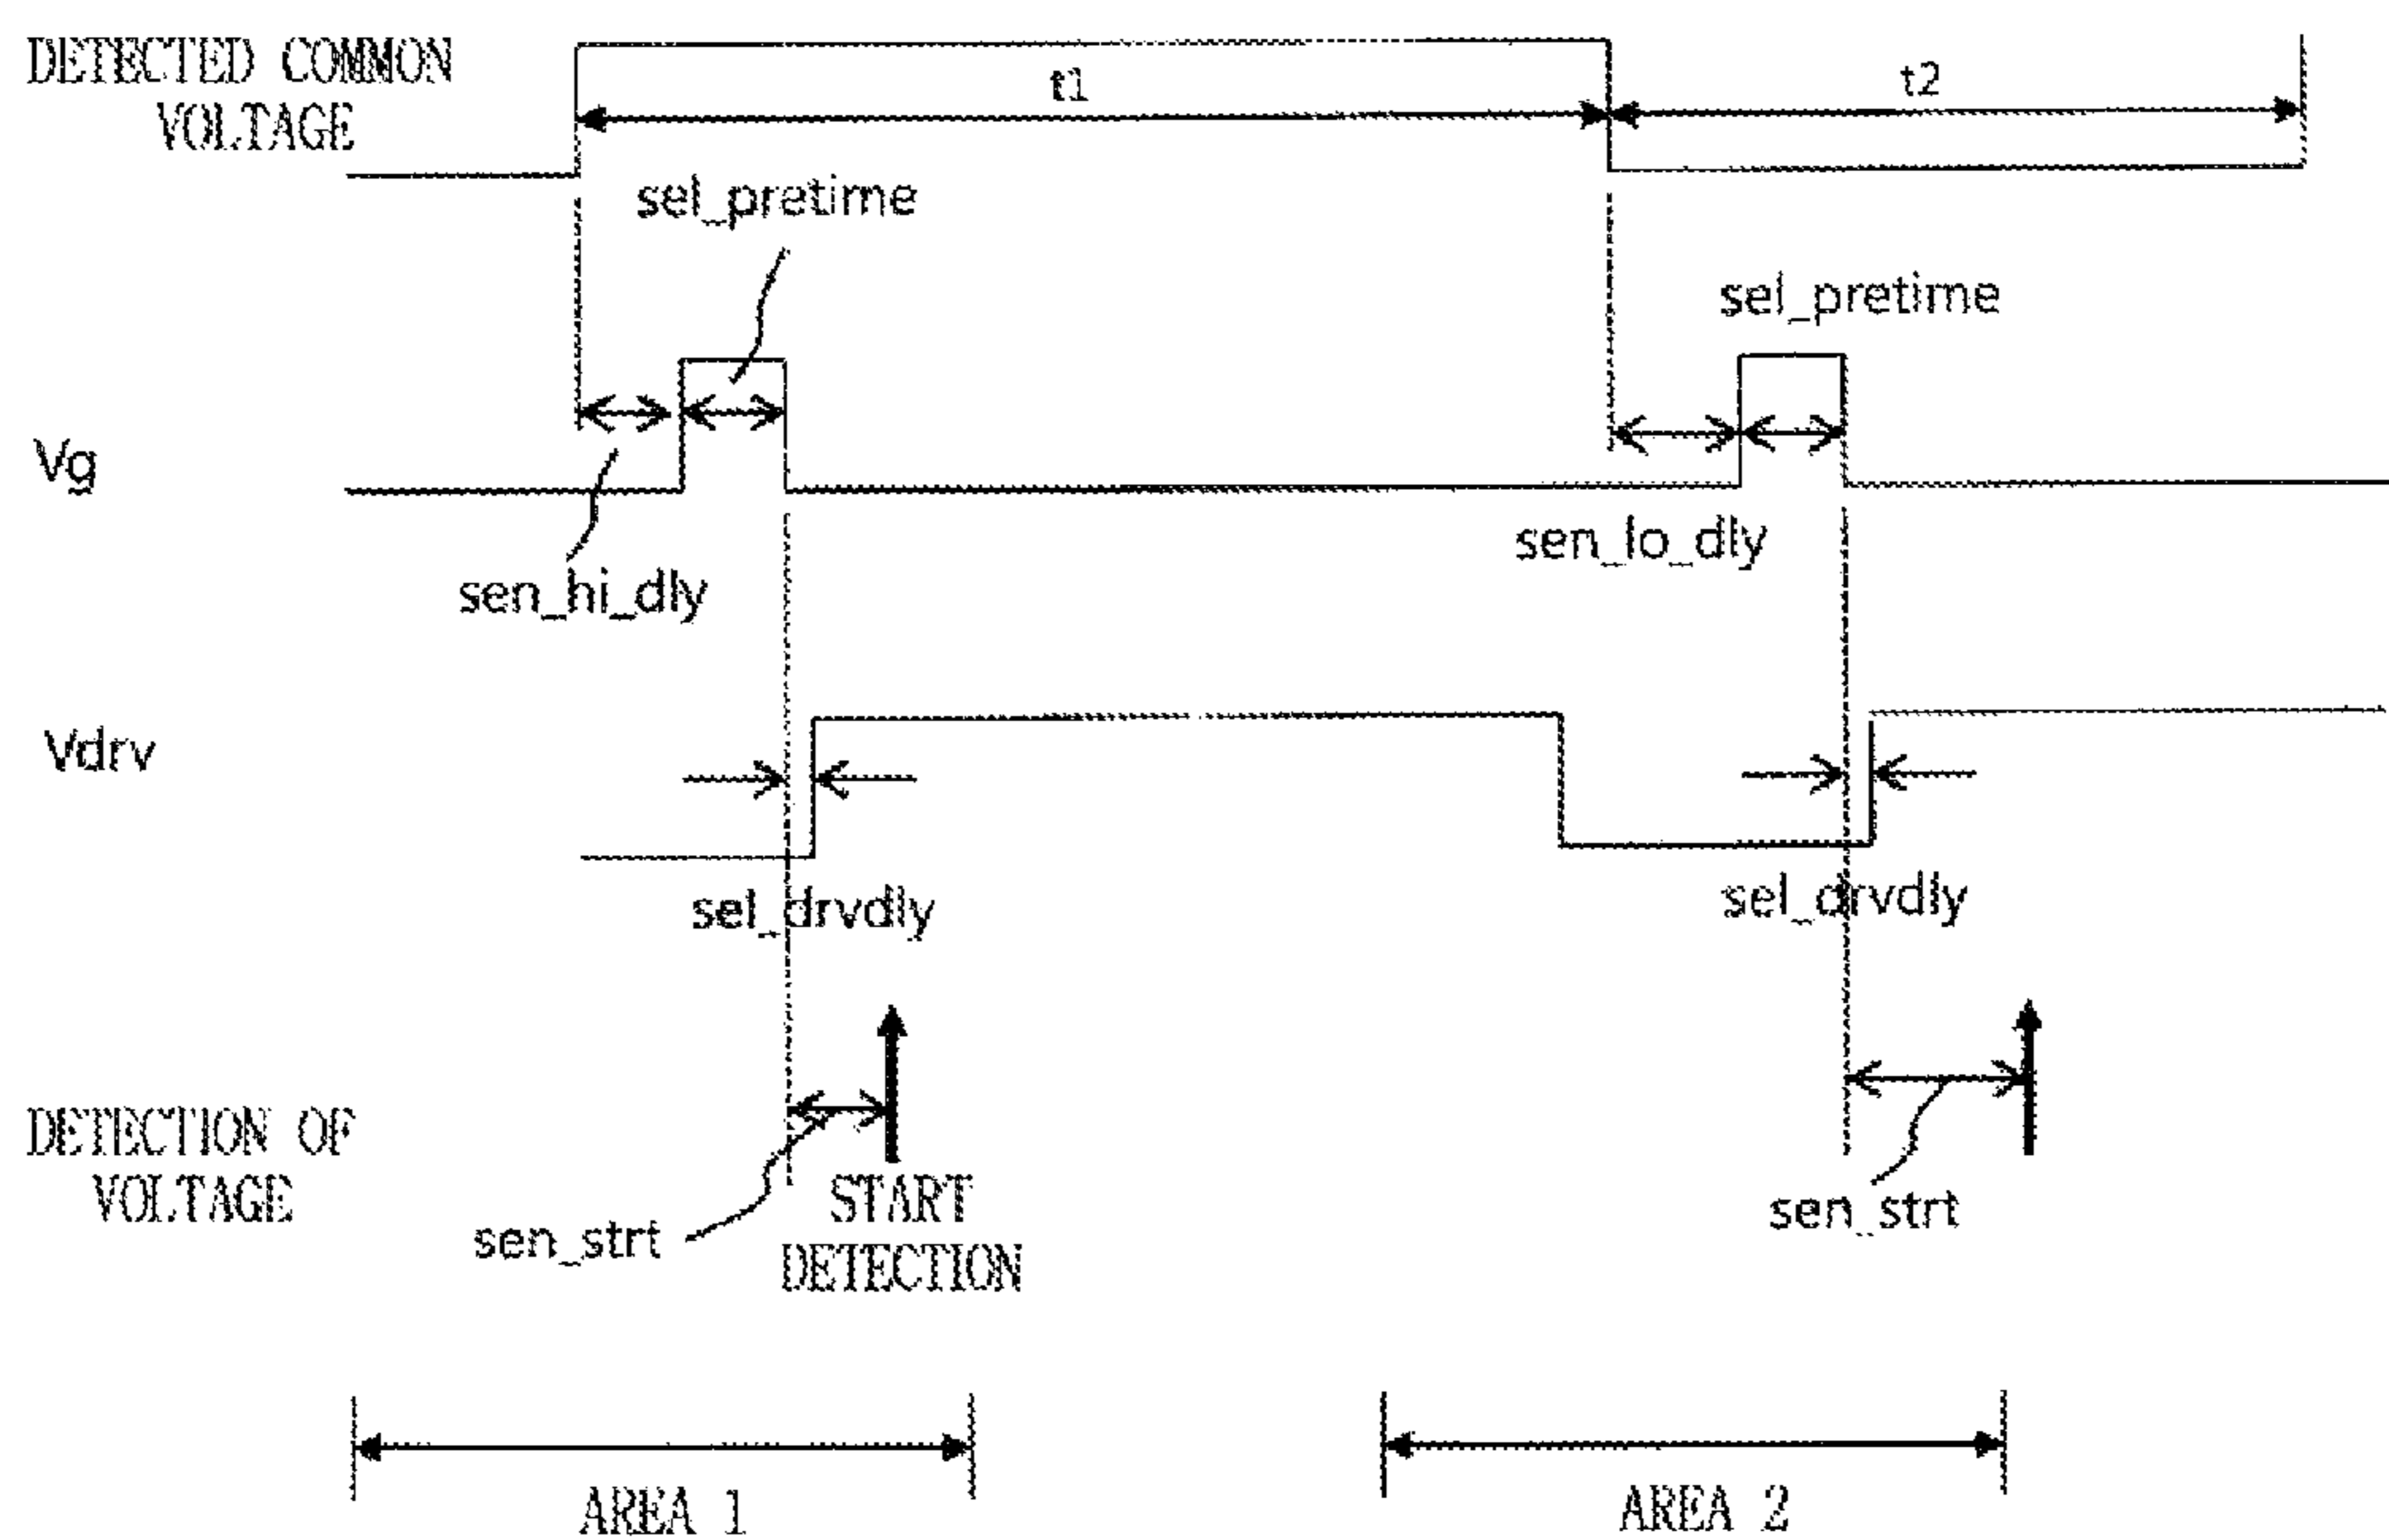 DETECTED COMMON
VOLTAGE
t1
t2
sel_pretime
sel_pretime
Vg
sen_hi_dly
sen_lo_dly
Vdrv
sel_drvdly
sel_drvdly
DETECTION OF
VOLTAGE
sen_strt
START
DETECTION
sen_strt
AREA 1
AREA 2